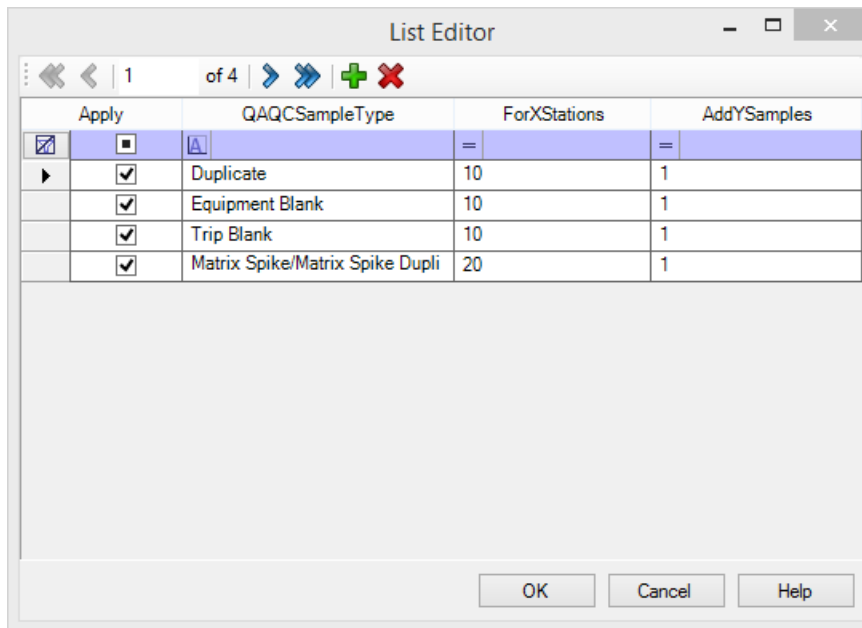 List Editor
1 of 4
Apply QAQCSampleType ForXStations AddYSamples
A = =
Duplicate 10 1
Equipment Blank 10 1
Trip Blank 10 1
Matrix Spike/Matrix Spike Dupli 20 1
OK Cancel Help